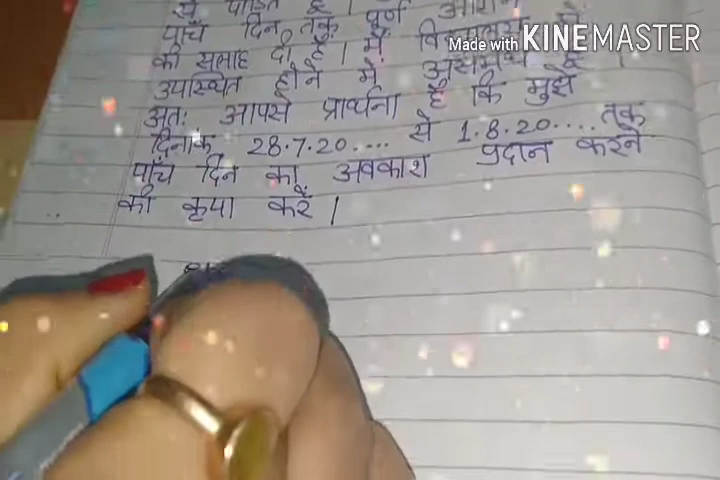 से पीड़ित है।
पाँच दिन तक पूर्ण आराम
की सलाह दी है। मैं विद्यालय में
Made with KINEMASTER
उपस्थित होने में असमर्थ हूँ।
अतः आपसे प्रार्थना है कि मुझे
दिनांक 28.7.20.... से 1.8.20.... तक
पाँच दिन का अवकाश प्रदान करने
की कृपा करें।